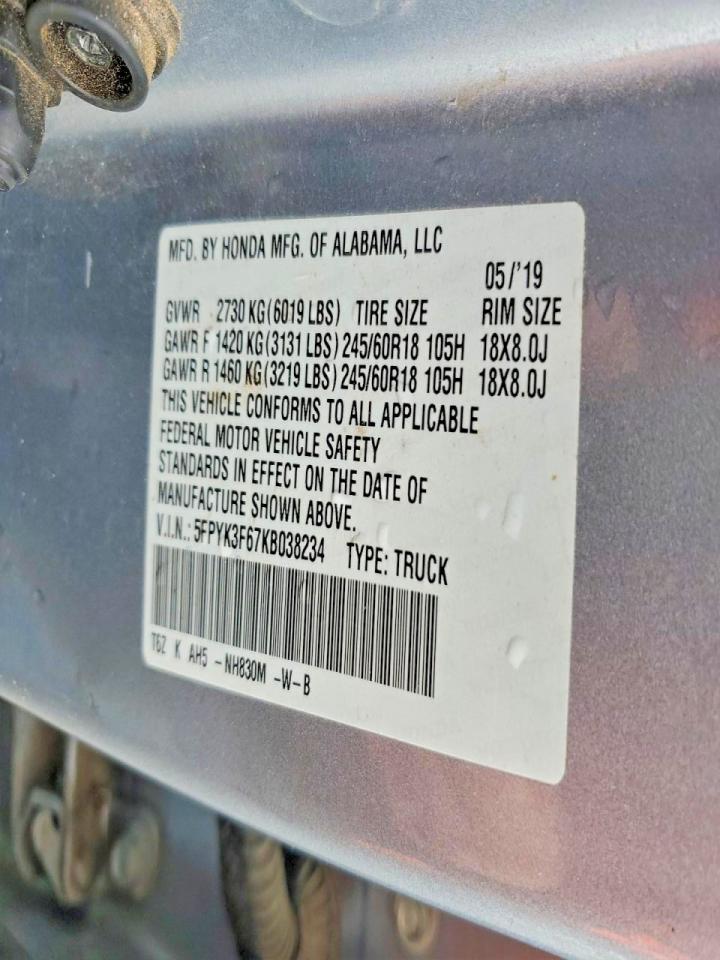 MFD. BY HONDA MFG. OF ALABAMA, LLC
05/'19
GVWR 2730 KG(6019 LBS) TIRE SIZE RIM SIZE
GAWR F 1420 KG(3131 LBS) 245/60R18 105H 18X8.0J
GAWR R 1460 KG(3219 LBS) 245/60R18 105H 18X8.0J
THIS VEHICLE CONFORMS TO ALL APPLICABLE
FEDERAL MOTOR VEHICLE SAFETY
STANDARDS IN EFFECT ON THE DATE OF
MANUFACTURE SHOWN ABOVE.
V.I.N.: 5FPYK3F67KB038234 TYPE: TRUCK
T6Z K AH5 -NH830M -W-B